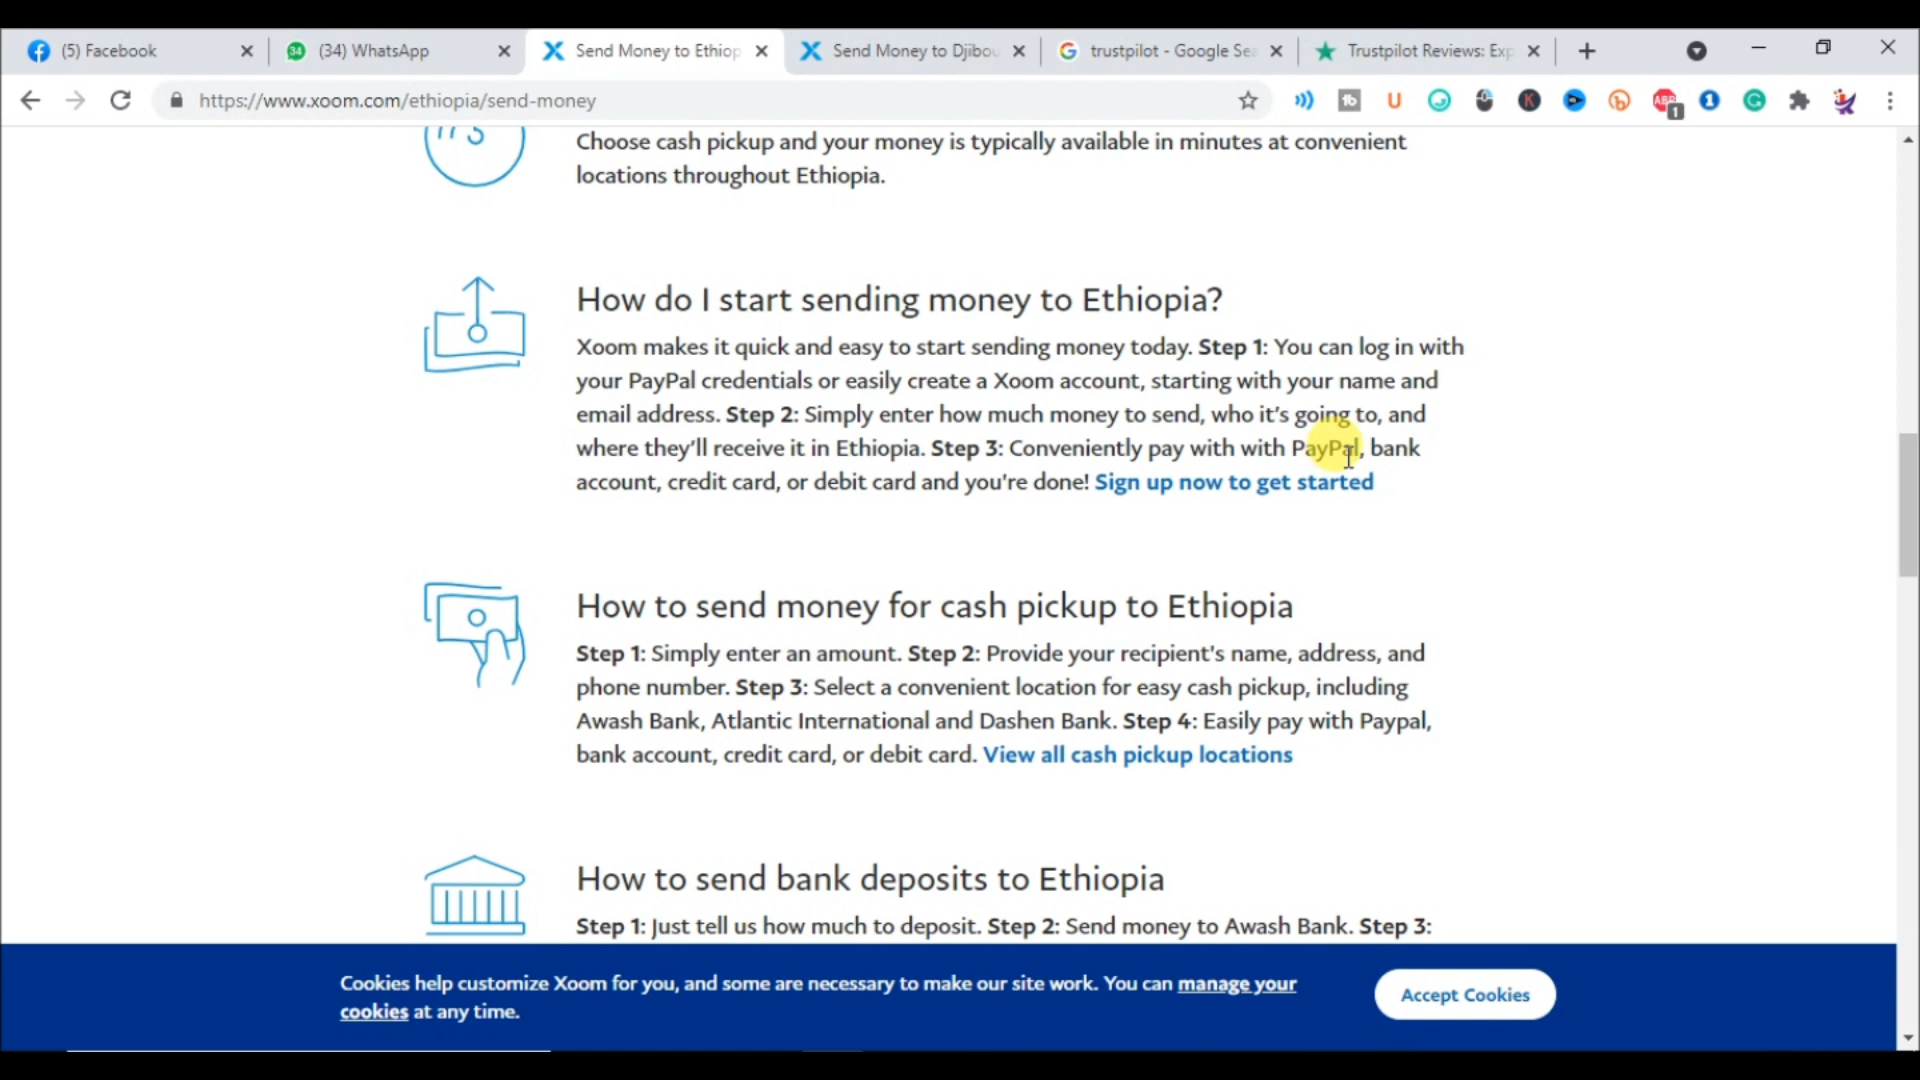 (5) Facebook
34
(34) WhatsApp
Send Money to Ethiop
Send Money to Djibou
trustpilot - Google Sea
Trustpilot Reviews: Exp
https://www.xoom.com/ethiopia/send-money
tb
U
K
ABP
1
Choose cash pickup and your money is typically available in minutes at convenient
locations throughout Ethiopia.
How do I start sending money to Ethiopia?
Xoom makes it quick and easy to start sending money today. Step 1: You can log in with
your PayPal credentials or easily create a Xoom account, starting with your name and
email address. Step 2: Simply enter how much money to send, who it's going to, and
where they'll receive it in Ethiopia. Step 3: Conveniently pay with with PayPal, bank
account, credit card, or debit card and you're done! Sign up now to get started
How to send money for cash pickup to Ethiopia
Step 1: Simply enter an amount. Step 2: Provide your recipient's name, address, and
phone number. Step 3: Select a convenient location for easy cash pickup, including
Awash Bank, Atlantic International and Dashen Bank. Step 4: Easily pay with Paypal,
bank account, credit card, or debit card. View all cash pickup locations
How to send bank deposits to Ethiopia
Step 1: Just tell us how much to deposit. Step 2: Send money to Awash Bank. Step 3:
Cookies help customize Xoom for you, and some are necessary to make our site work. You can manage your
cookies at any time.
Accept Cookies